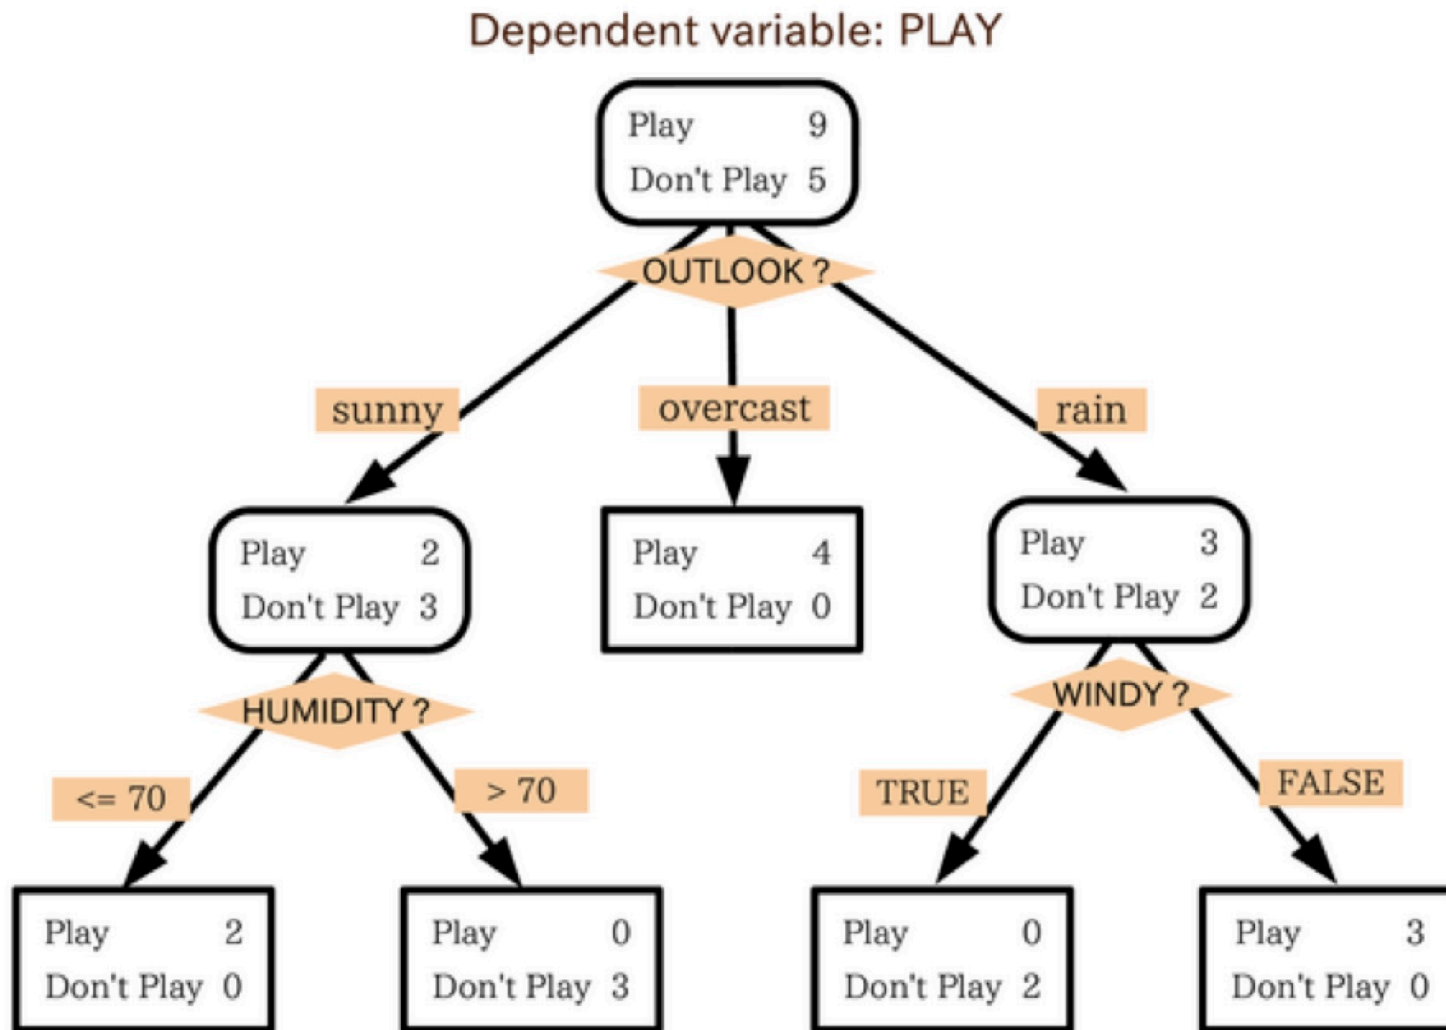 Dependent variable: PLAY
Play 9
Don't Play 5
OUTLOOK ?
sunny
overcast
rain
Play 2
Don't Play 3
Play 4
Don't Play 0
Play 3
Don't Play 2
HUMIDITY ?
WINDY ?
<= 70
> 70
TRUE
FALSE
Play 2
Don't Play 0
Play 0
Don't Play 3
Play 0
Don't Play 2
Play 3
Don't Play 0